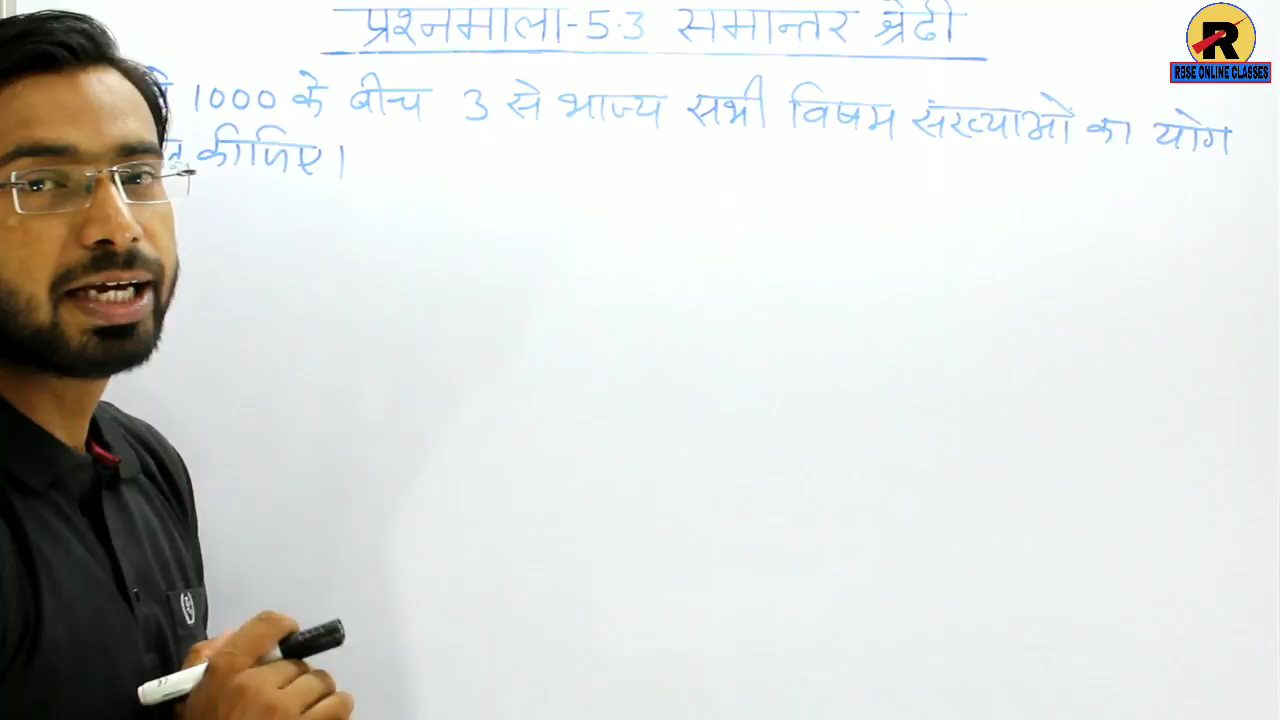 प्रश्नमाला-5.3 समान्तर श्रेढी
R
RBSE ONLINE CLASSES
1000 के बीच 3 से भाज्य सभी विषम संख्याओं का योग
कीजिए।